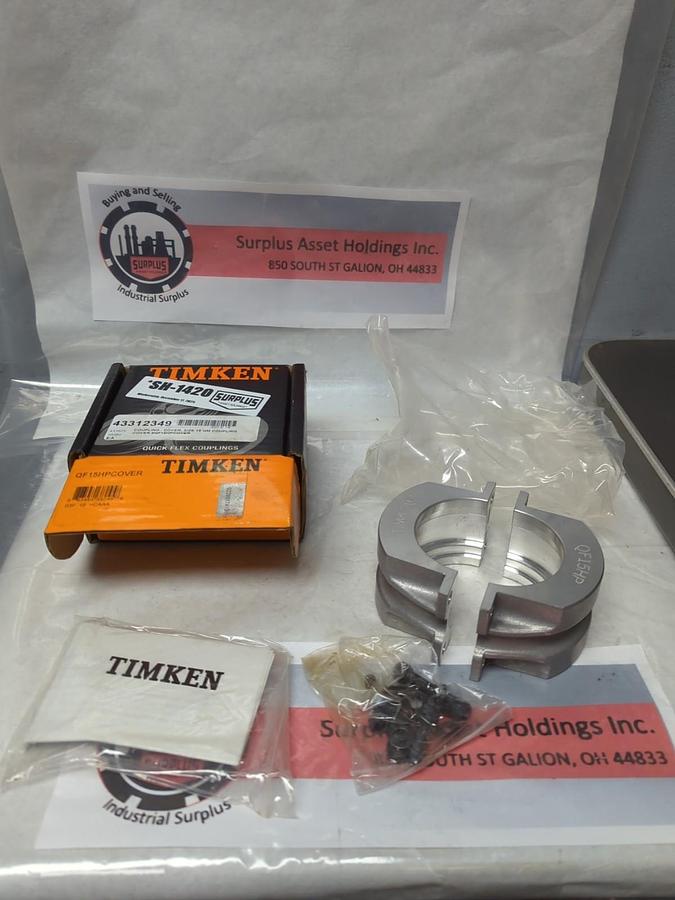 Buying and Selling
SURPLUS
Industrial Surplus
Surplus Asset Holdings Inc.
850 SOUTH ST GALION, OH 44833
TIMKEN
SH-1420
SURPLUS
43312349
QUICK FLEX COUPLINGS
TIMKEN
QF15HPCOVER
QF15HP
TIMKEN
Asset Holdings Inc.
SOUTH ST GALION, OH 44833
Industrial Surplus